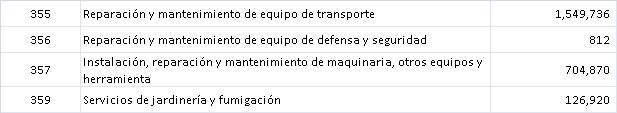 355 Reparación y mantenimiento de equipo de transporte 1,549,736
356 Reparación y mantenimiento de equipo de defensa y seguridad 812
357 Instalación, reparación y mantenimiento de maquinaria, otros equipos y 704,870
herramienta
359 Servicios de jardinería y fumigación 126,920